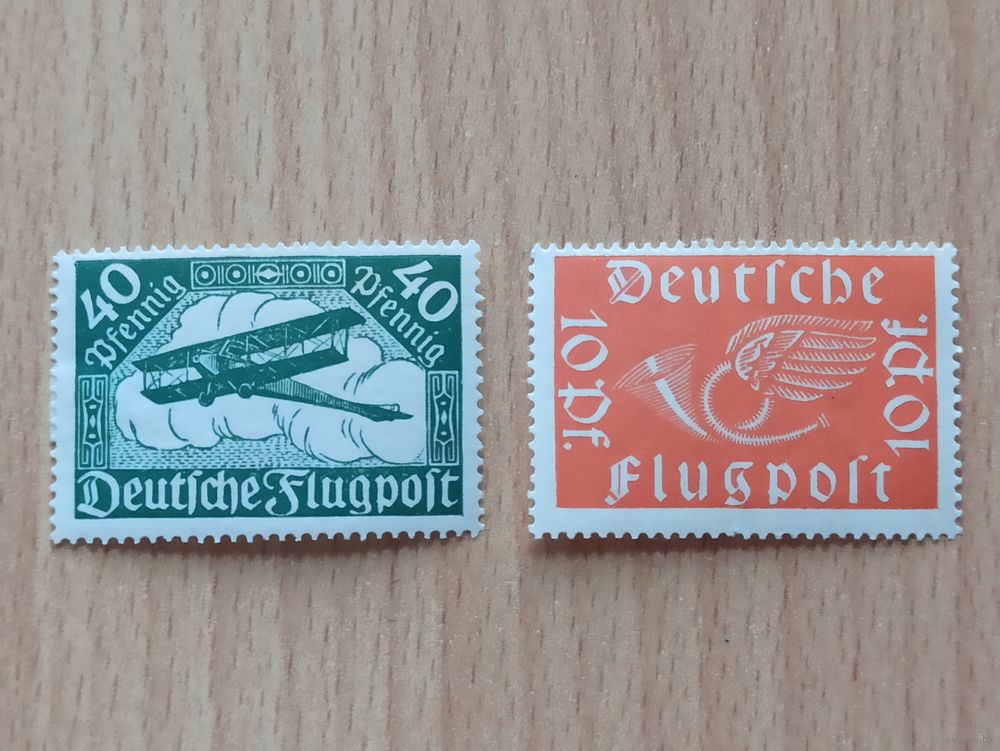 40 Pfennig
40 Pfennig
Deutsche Flugpost
Deutsche
10 Pf.
10 Pf.
Flugpost